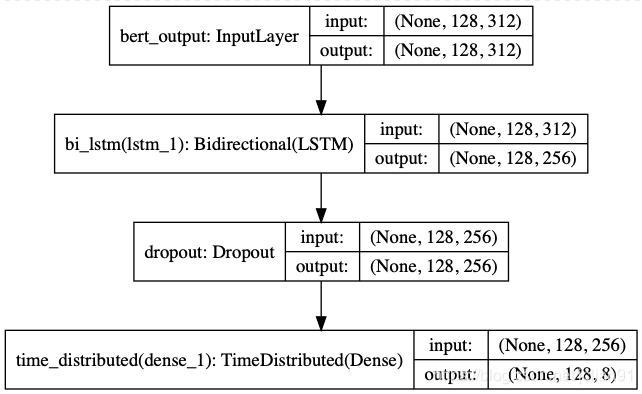 bert_output: InputLayer
input: (None, 128, 312)
output: (None, 128, 312)
bi_lstm(lstm_1): Bidirectional(LSTM)
input: (None, 128, 312)
output: (None, 128, 256)
dropout: Dropout
input: (None, 128, 256)
output: (None, 128, 256)
time_distributed(dense_1): TimeDistributed(Dense)
input: (None, 128, 256)
output: (None, 128, 8)